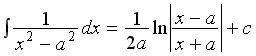 ∫ 1/(x² − a²) dx = 1/(2a) ln|(x − a)/(x + a)| + c